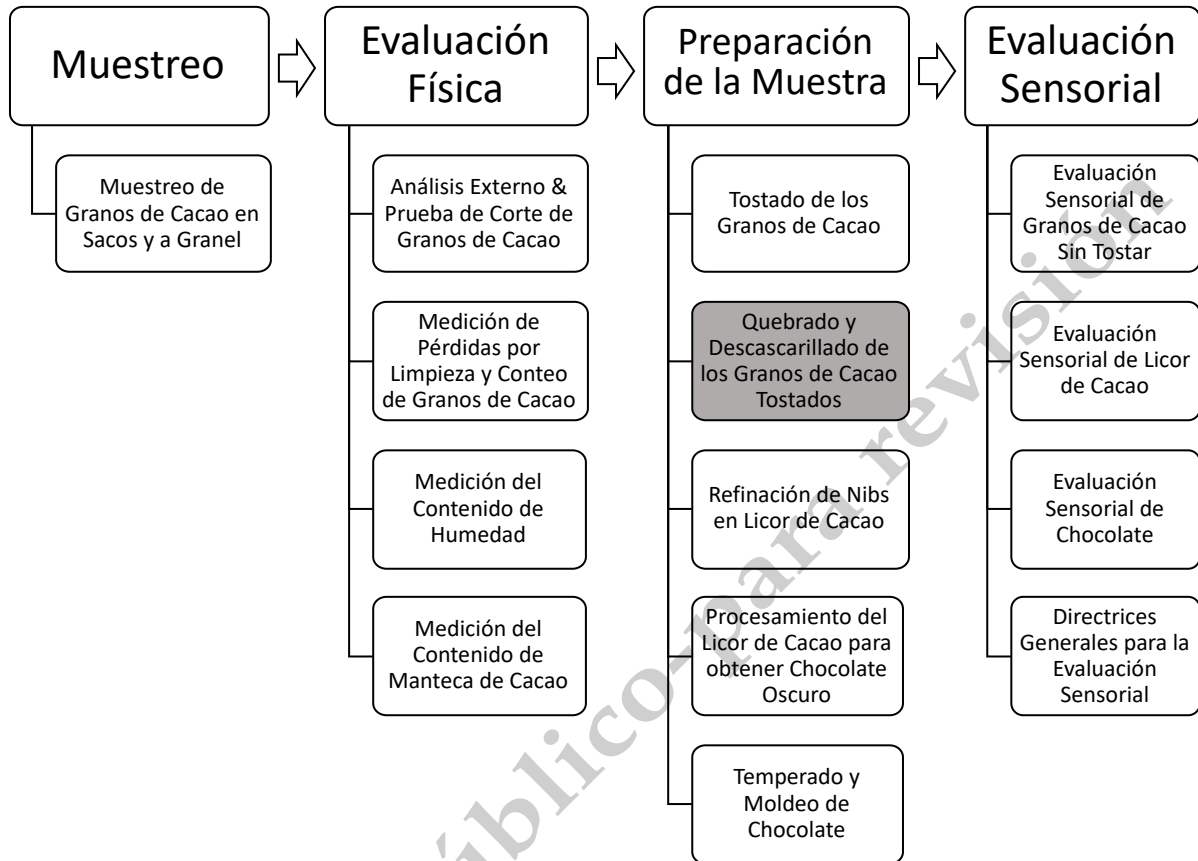 Muestreo
Muestreo de
Granos de Cacao en
Sacos y a Granel
Evaluación
Física
Análisis Externo &
Prueba de Corte de
Granos de Cacao
Medición de
Pérdidas por
Limpieza y Conteo
de Granos de Cacao
Medición del
Contenido de
Humedad
Medición del
Contenido de
Manteca de Cacao
Preparación
de la Muestra
Tostado de los
Granos de Cacao
Quebrado y
Descascarillado de
los Granos de Cacao
Tostados
Refinación de Nibs
en Licor de Cacao
Procesamiento del
Licor de Cacao para
obtener Chocolate
Oscuro
Temperado y
Moldeo de
Chocolate
Evaluación
Sensorial
Evaluación
Sensorial de
Granos de Cacao
Sin Tostar
Evaluación
Sensorial de Licor
de Cacao
Evaluación
Sensorial de
Chocolate
Directrices
Generales para la
Evaluación
Sensorial
público-para revisión